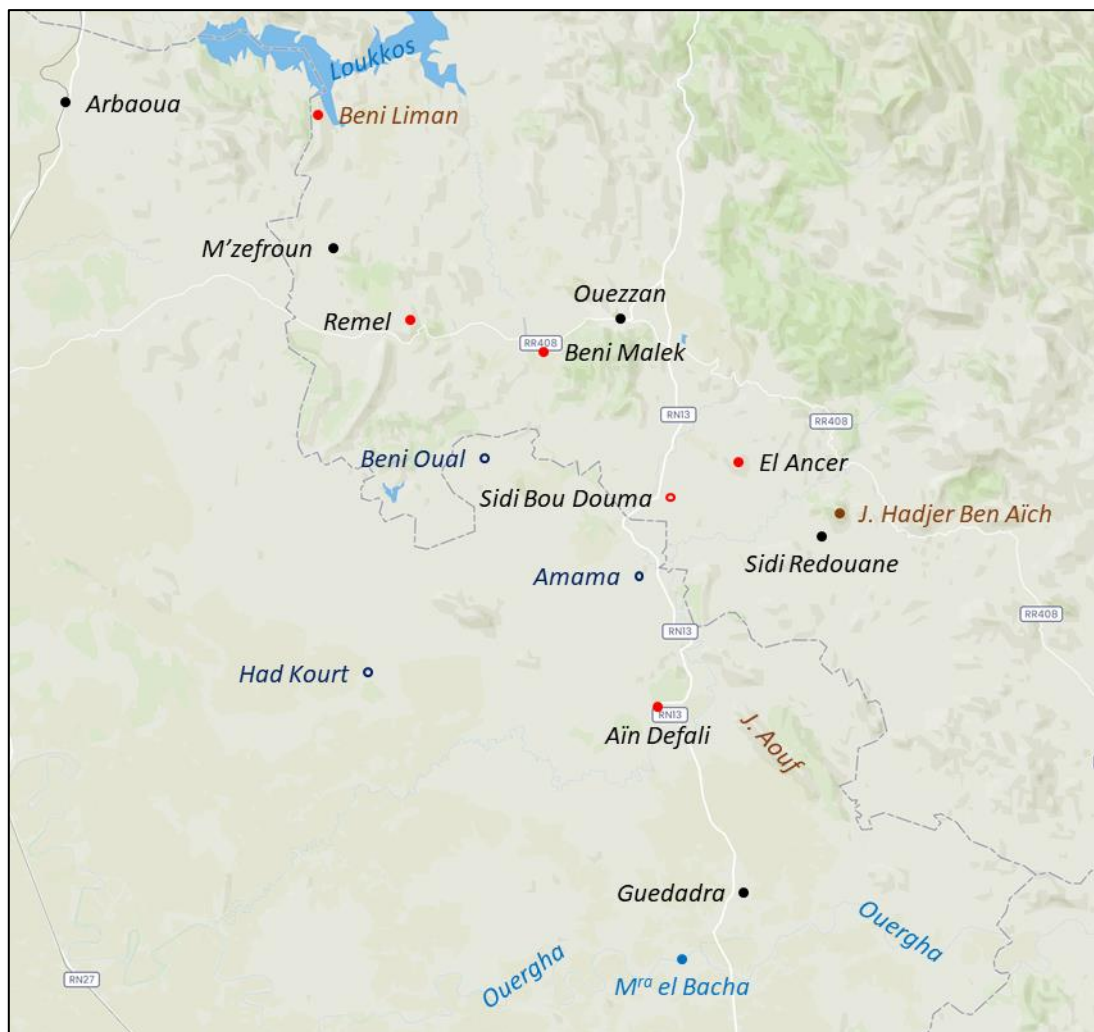 Loukkos
Arbaoua
Beni Liman
M'zefroun
Ouezzan
Remel
RR408
Beni Malek
RN13
RR408
Beni Oual
El Ancer
Sidi Bou Douma
J. Hadjer Ben Aïch
Sidi Redouane
Amama
RR408
RN13
Had Kourt
RN13
Aïn Defali
J. Aouf
Guedadra
Ouergha
Ouergha
RN27
Mra el Bacha